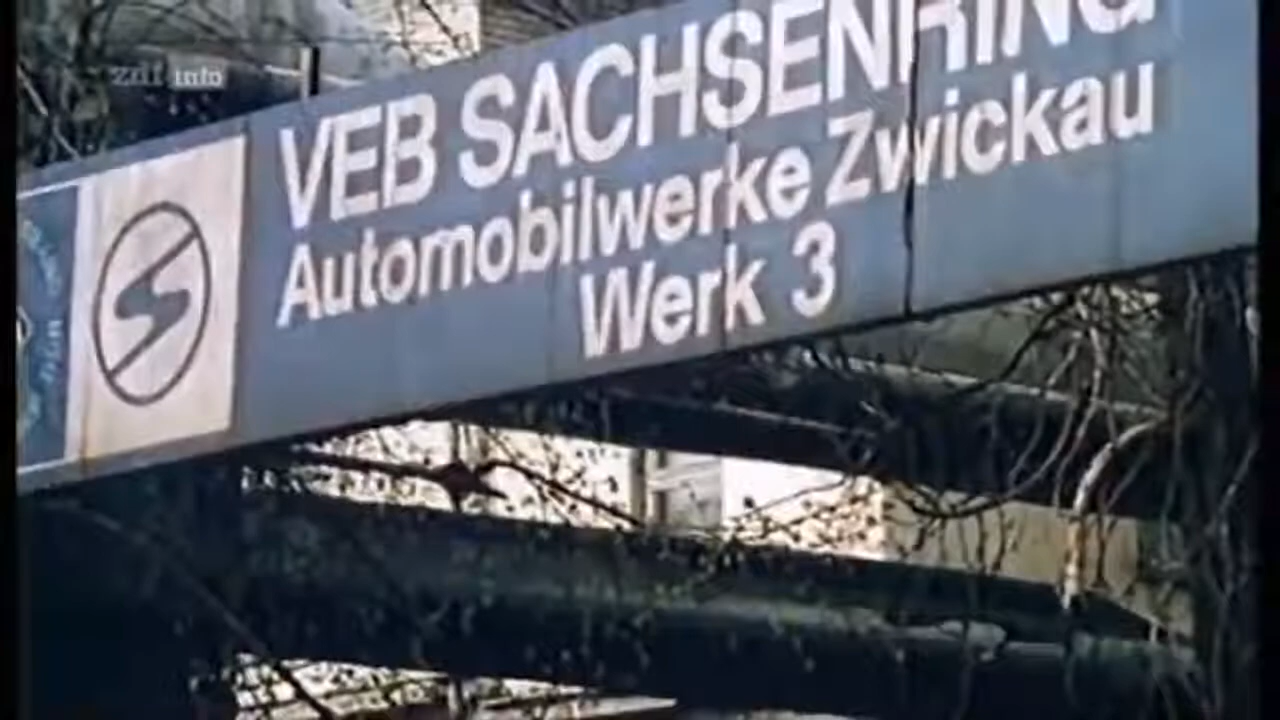 zdf info
VEB SACHSENRING
Automobilwerke Zwickau
Werk 3